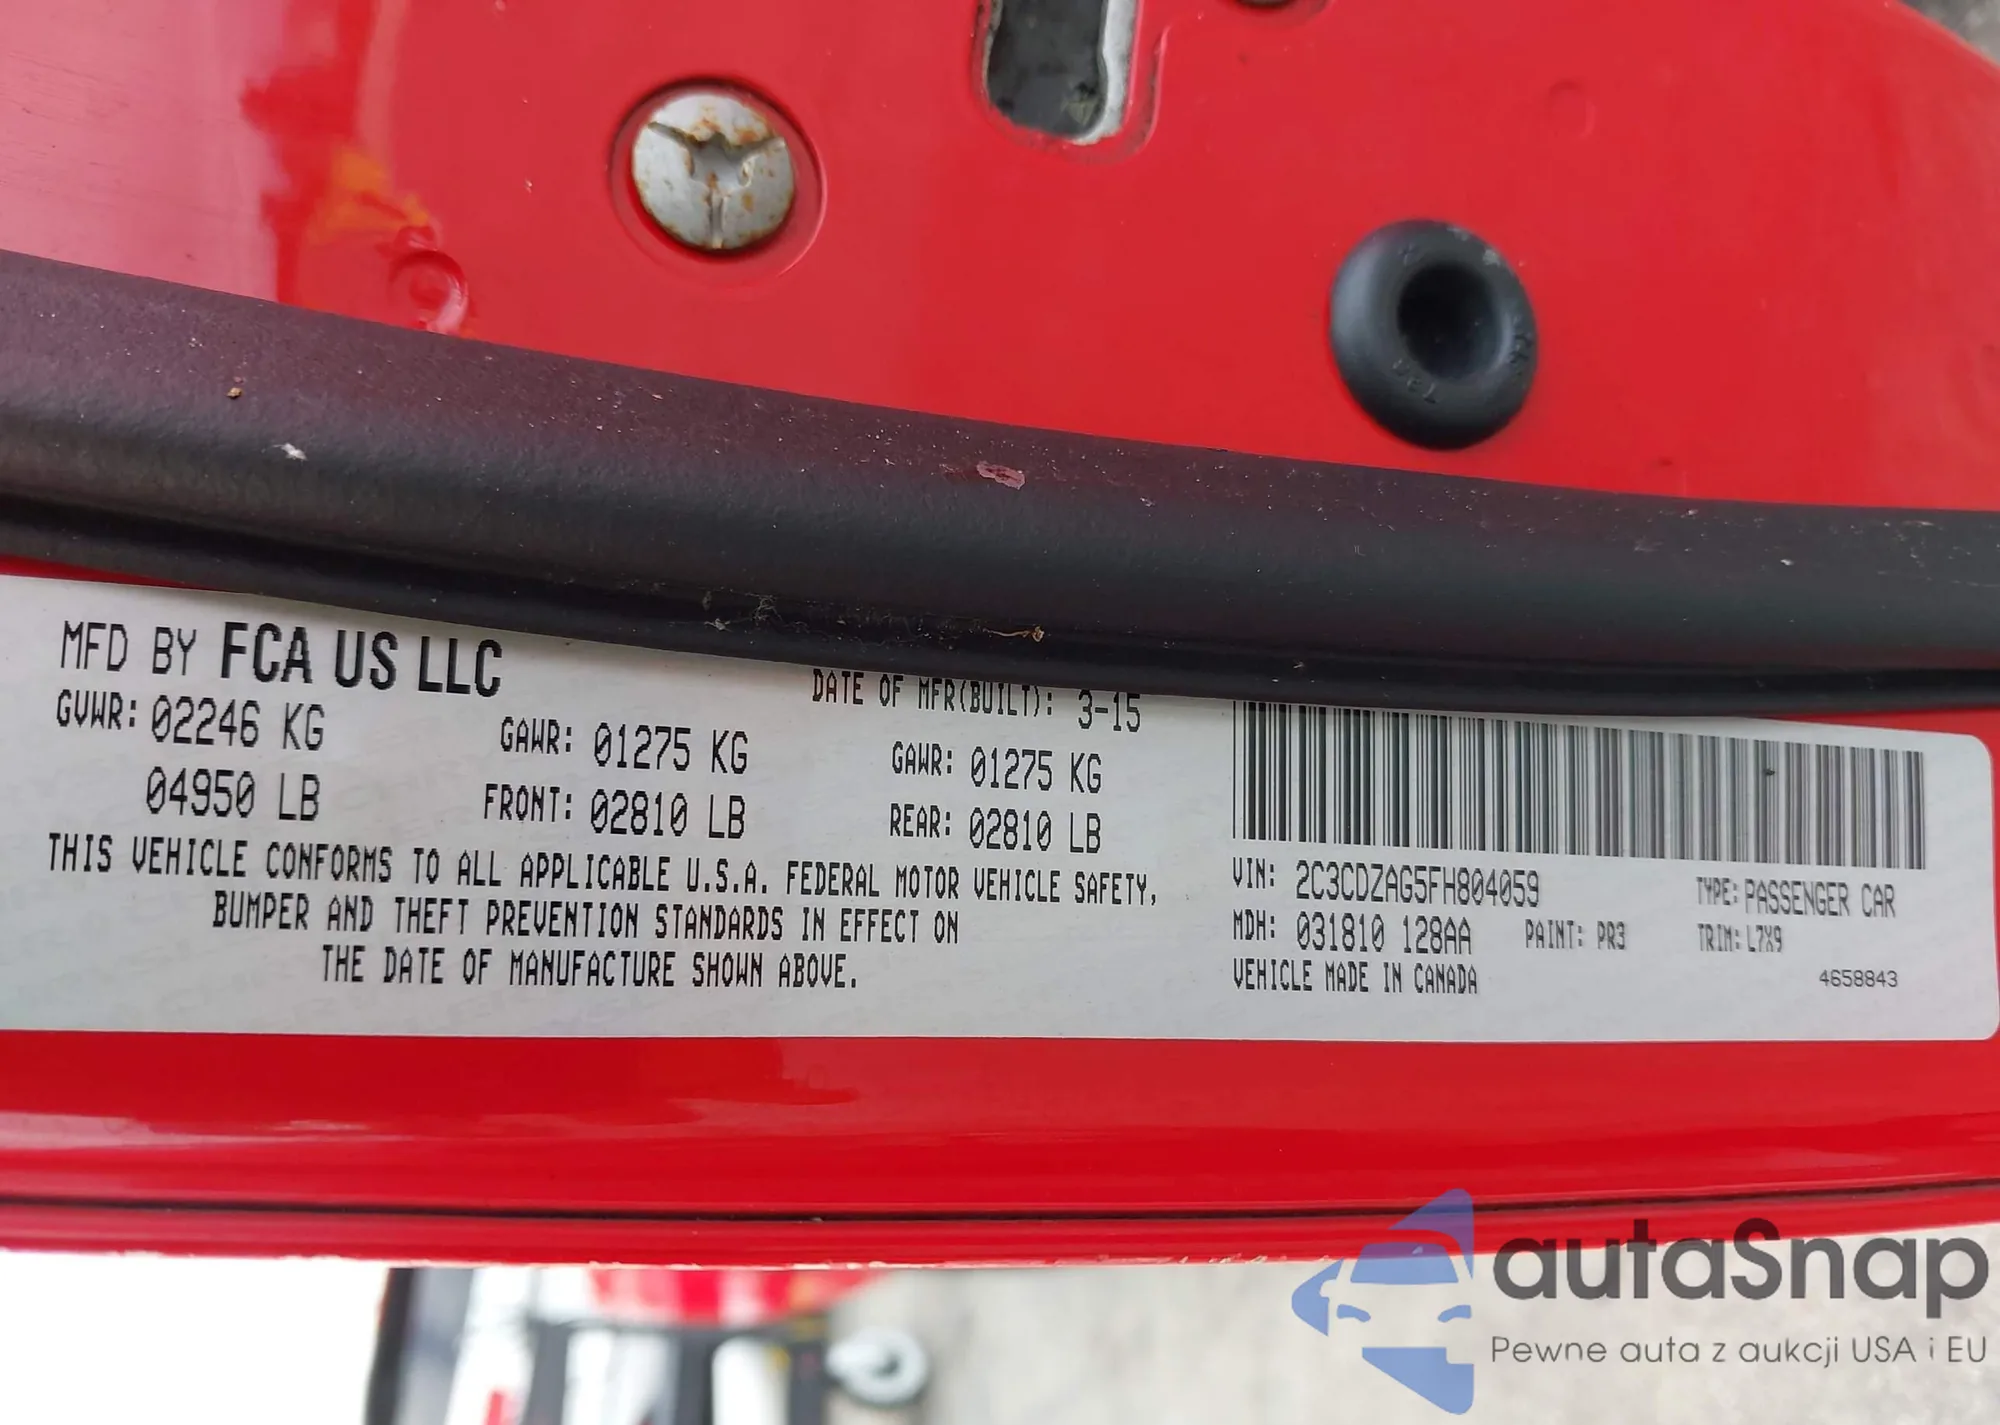 MFD BY FCA US LLC
DATE OF MFR(BUILT): 3-15
GVWR: 02246 KG
04950 LB
GAWR: 01275 KG
FRONT: 02810 LB
GAWR: 01275 KG
REAR: 02810 LB
THIS VEHICLE CONFORMS TO ALL APPLICABLE U.S.A. FEDERAL MOTOR VEHICLE SAFETY,
BUMPER AND THEFT PREVENTION STANDARDS IN EFFECT ON
THE DATE OF MANUFACTURE SHOWN ABOVE.
VIN: 2C3CDZAG5FH804059
TYPE: PASSENGER CAR
MDH: 031810 128AA
PAINT: PR3
TRIM: L7X9
VEHICLE MADE IN CANADA
4658843
autaSnap
Pewne auta z aukcji USA i EU